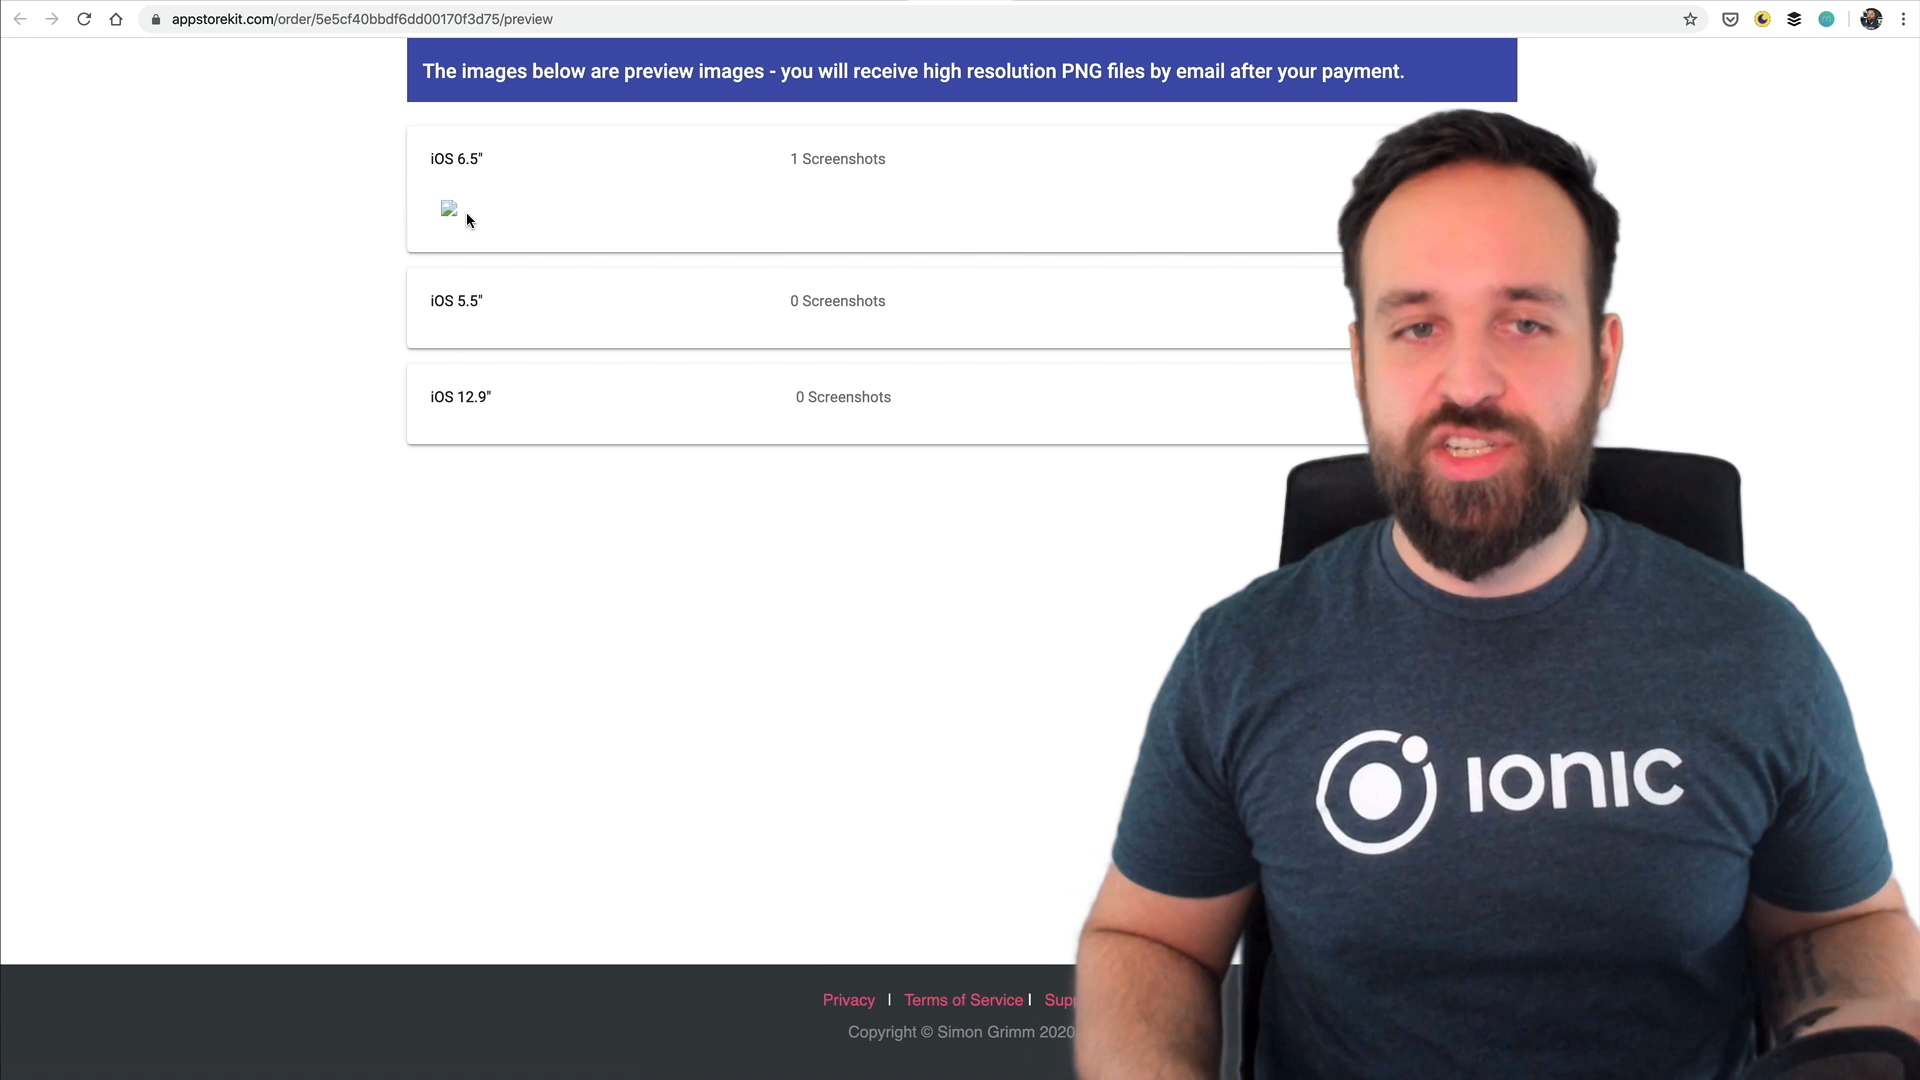 appstorekit.com/order/5e5cf40bbdf6dd00170f3d75/preview
The images below are preview images - you will receive high resolution PNG files by email after your payment.
iOS 6.5" 1 Screenshots
iOS 5.5" 0 Screenshots
iOS 12.9" 0 Screenshots
IONIC
Privacy | Terms of Service |
Copyright © Simon Grimm 2020